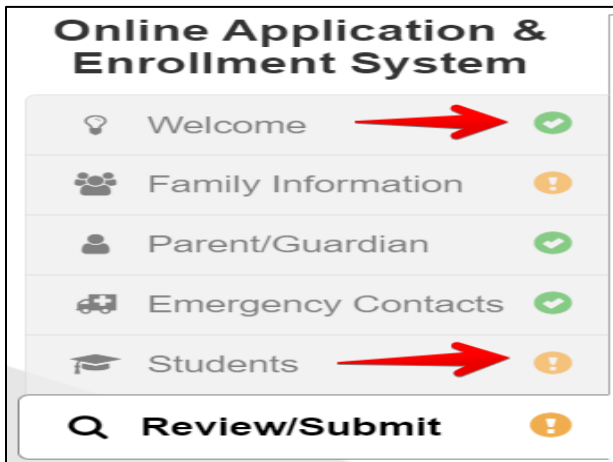 Online Application &
Enrollment System
Welcome
Family Information
Parent/Guardian
Emergency Contacts
Students
Review/Submit